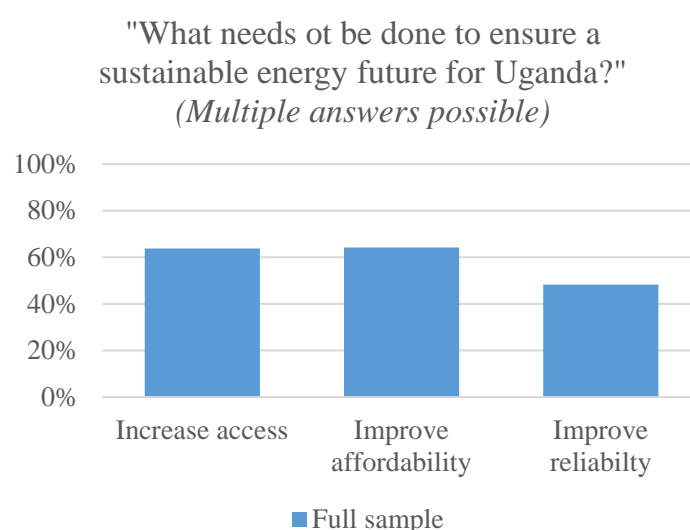 "What needs ot be done to ensure a
sustainable energy future for Uganda?"
(Multiple answers possible)
100%
80%
60%
40%
20%
0%
Increase access
Improve
affordability
Improve
reliabilty
Full sample